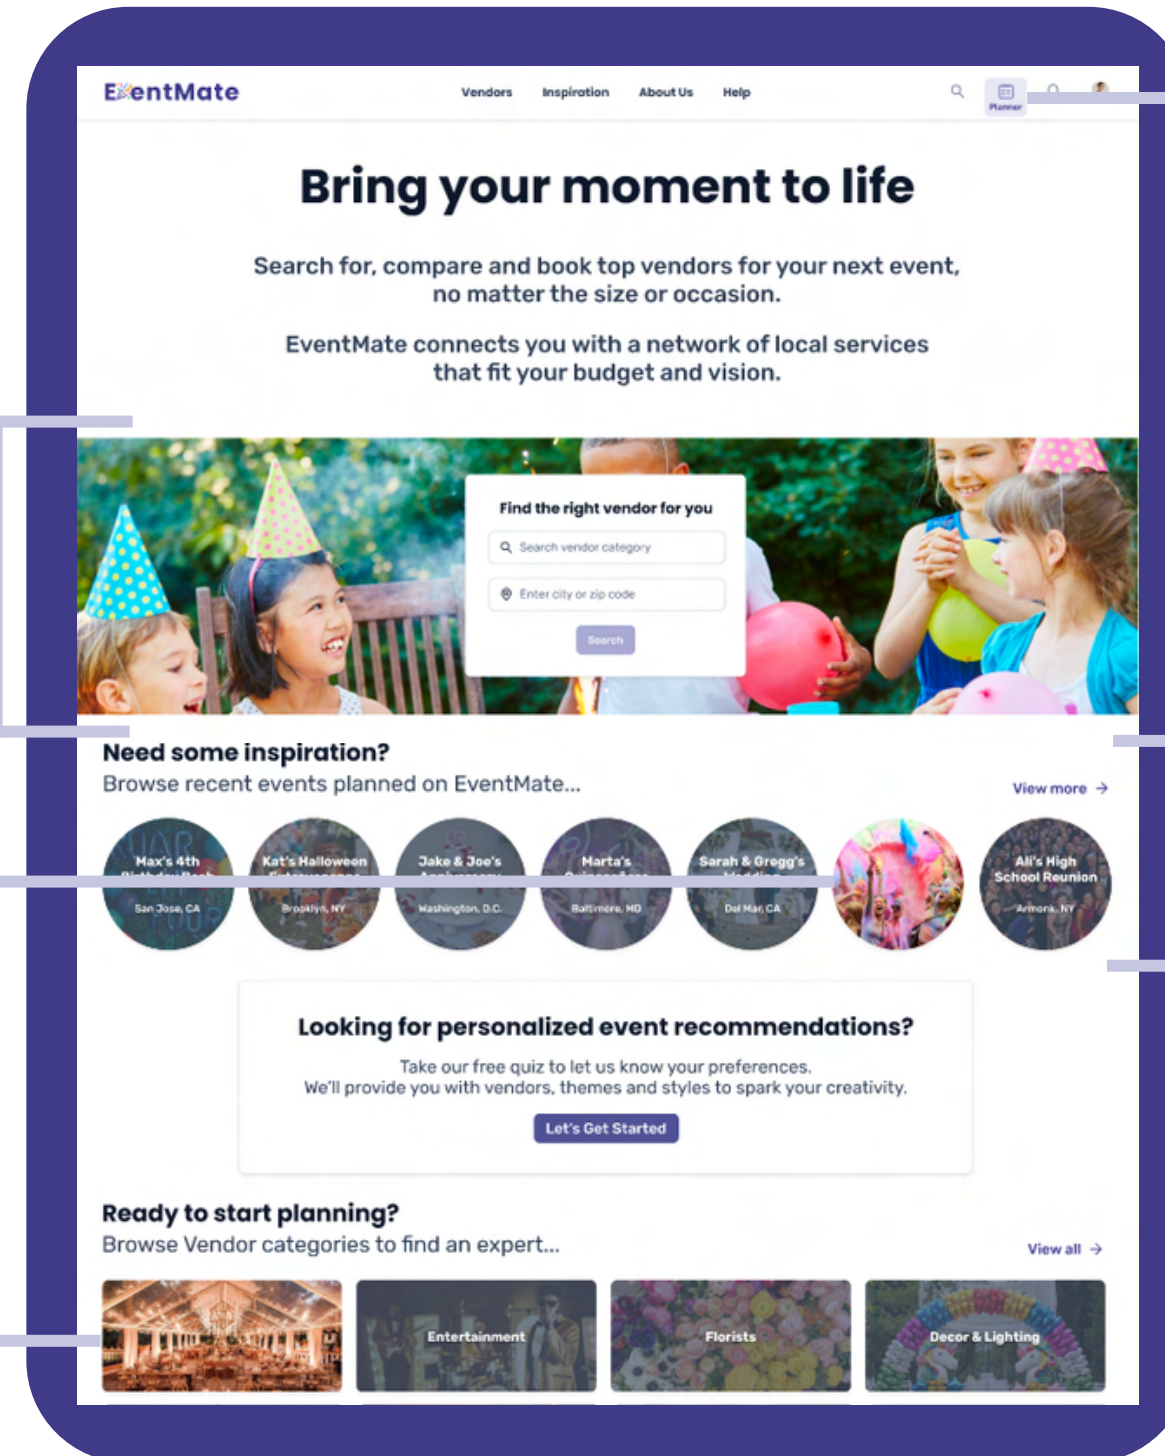 EventMate
Vendors Inspiration About Us Help
Planner
Bring your moment to life
Search for, compare and book top vendors for your next event,
no matter the size or occasion.
EventMate connects you with a network of local services
that fit your budget and vision.
Find the right vendor for you
Search vendor category
Enter city or zip code
Search
Need some inspiration?
Browse recent events planned on EventMate...
View more →
Max's 4th
Birthday Bash
San Jose, CA
Kat's Halloween
Extravaganza
Brooklyn, NY
Jake & Joe's
Anniversary
Washington, D.C.
Marta's
Quinceañera
Baltimore, MD
Sarah & Gregg's
Wedding
Del Mar, CA
Ali's High
School Reunion
Armonk, NY
Looking for personalized event recommendations?
Take our free quiz to let us know your preferences.
We'll provide you with vendors, themes and styles to spark your creativity.
Let's Get Started
Ready to start planning?
Browse Vendor categories to find an expert...
View all →
Entertainment
Florists
Decor & Lighting